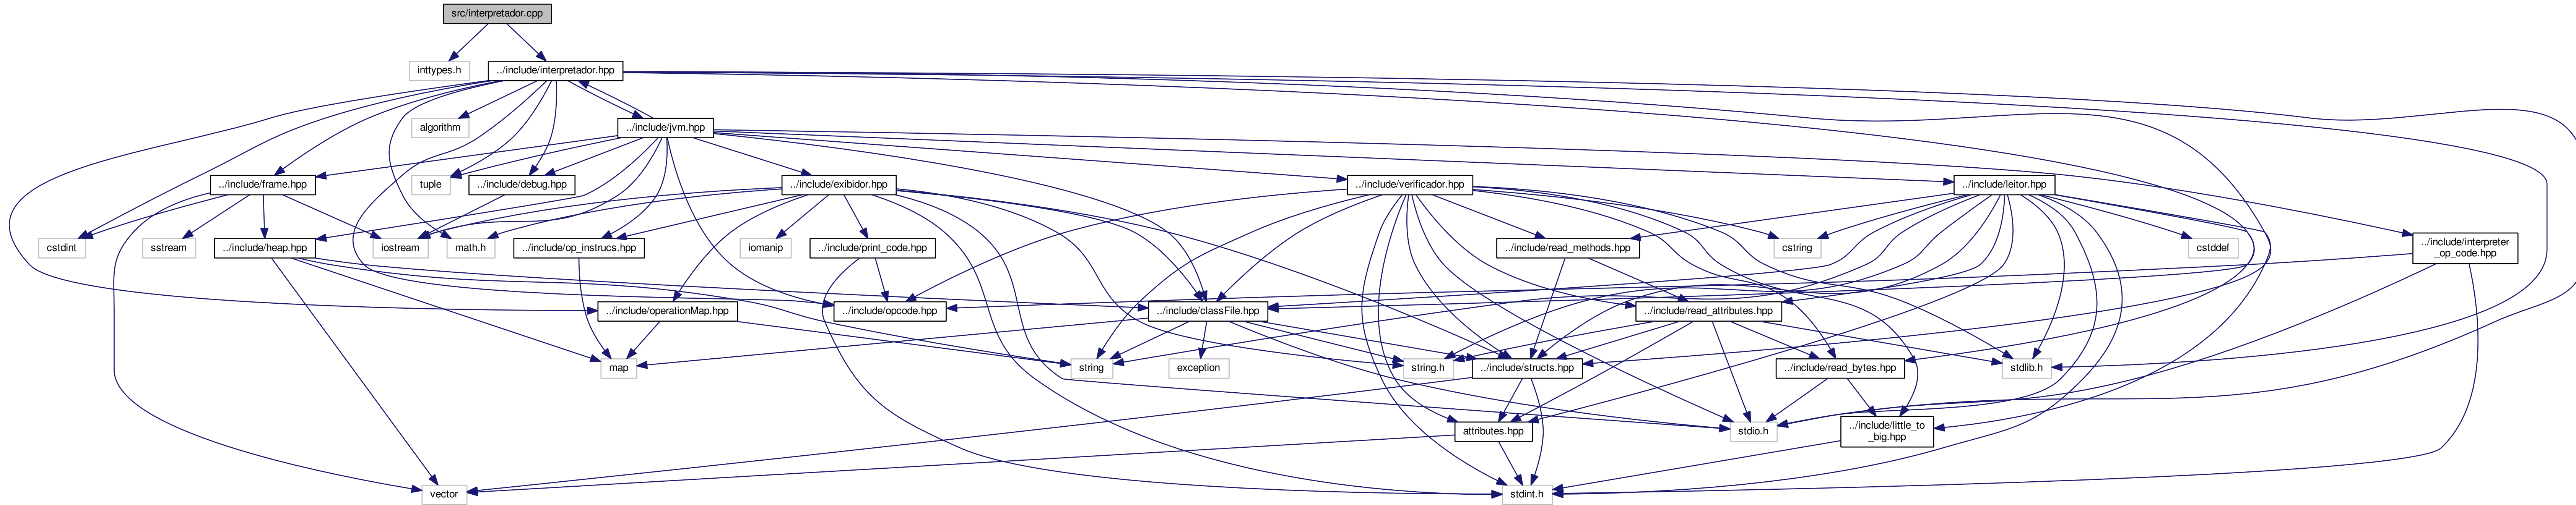 src/interpretador.cpp
inttypes.h
../include/interpretador.hpp
algorithm
../include/jvm.hpp
../include/frame.hpp
tuple
../include/debug.hpp
../include/exibidor.hpp
../include/verificador.hpp
../include/leitor.hpp
cstdint
sstream
../include/heap.hpp
iostream
math.h
../include/op_instrucs.hpp
iomanip
../include/print_code.hpp
../include/read_methods.hpp
cstring
cstddef
../include/interpreter
_op_code.hpp
../include/operationMap.hpp
../include/opcode.hpp
../include/classFile.hpp
../include/read_attributes.hpp
map
string
exception
string.h
../include/structs.hpp
../include/read_bytes.hpp
stdlib.h
attributes.hpp
stdio.h
../include/little_to
_big.hpp
vector
stdint.h